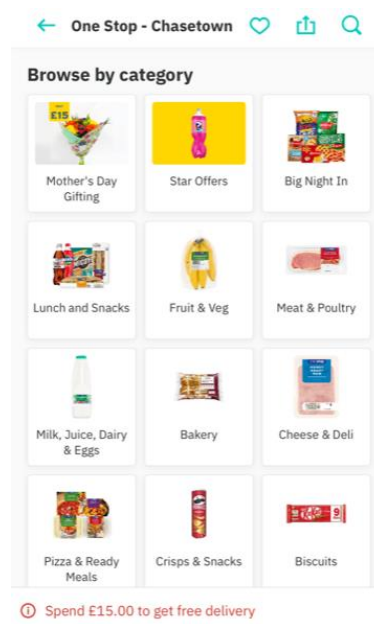 One Stop - Chasetown
Browse by category
£15
Mother's Day
Gifting
Star Offers
Big Night In
Lunch and Snacks
Fruit & Veg
Meat & Poultry
Milk, Juice, Dairy
& Eggs
Bakery
Cheese & Deli
Pizza & Ready
Meals
Crisps & Snacks
Biscuits
Spend £15.00 to get free delivery